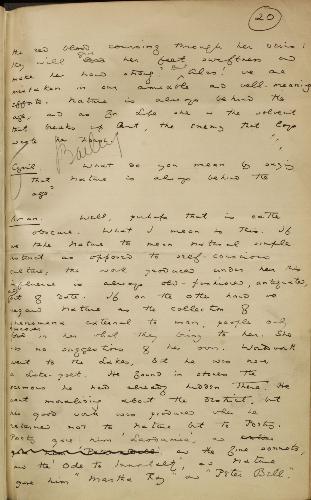 20
the red blood coursing through her veins!
they will give her feet swiftness and
make her hand strong." Alas! we are
mistaken in our amiable and well-meaning
efforts. Nature is always behind the
age, and as for Life she is the solvent
that breaks up Art, the enemy that lays
waste her house.
Cyril What do you mean by saying
that Nature is always behind the
age?
Well, perhaps that is rather
obscure. What I mean is this. If
we take Nature to mean natural simple
instinct as opposed to self-conscious
culture, the work produced under this
influence is always old-fashioned, antiquated,
out of date. If on the other hand we
regard Nature as the collection of
phenomena external to man, people only
discover in her what they bring to her. She
has no suggestions of her own. Wordsworth
went to the Lakes, but he was never
a Lake-poet. He found in stones the
sermons he had already hidden there. He
went moralising about the district, but
his good work was produced when he
returned not to Nature but to Poetry.
Poetry gave him 'Laodamia', and
the fine sonnets,
and the 'Ode to Immortality', and Nature
gave him "Martha Ray" and "Peter Bell."